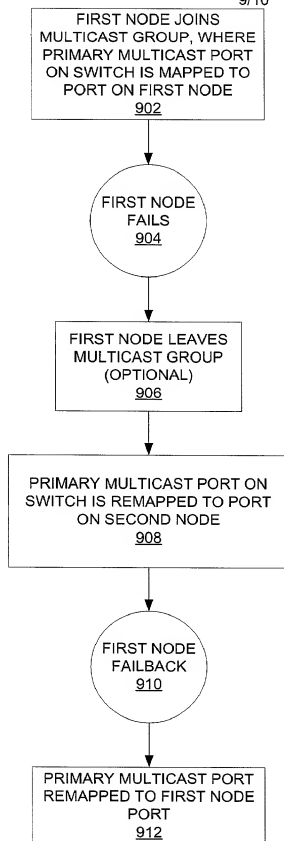 9/10
FIRST NODE JOINS
MULTICAST GROUP, WHERE
PRIMARY MULTICAST PORT
ON SWITCH IS MAPPED TO
PORT ON FIRST NODE
902
FIRST NODE
FAILS
904
FIRST NODE LEAVES
MULTICAST GROUP
(OPTIONAL)
906
PRIMARY MULTICAST PORT ON
SWITCH IS REMAPPED TO PORT
ON SECOND NODE
908
FIRST NODE
FAILBACK
910
PRIMARY MULTICAST PORT
REMAPPED TO FIRST NODE
PORT
912